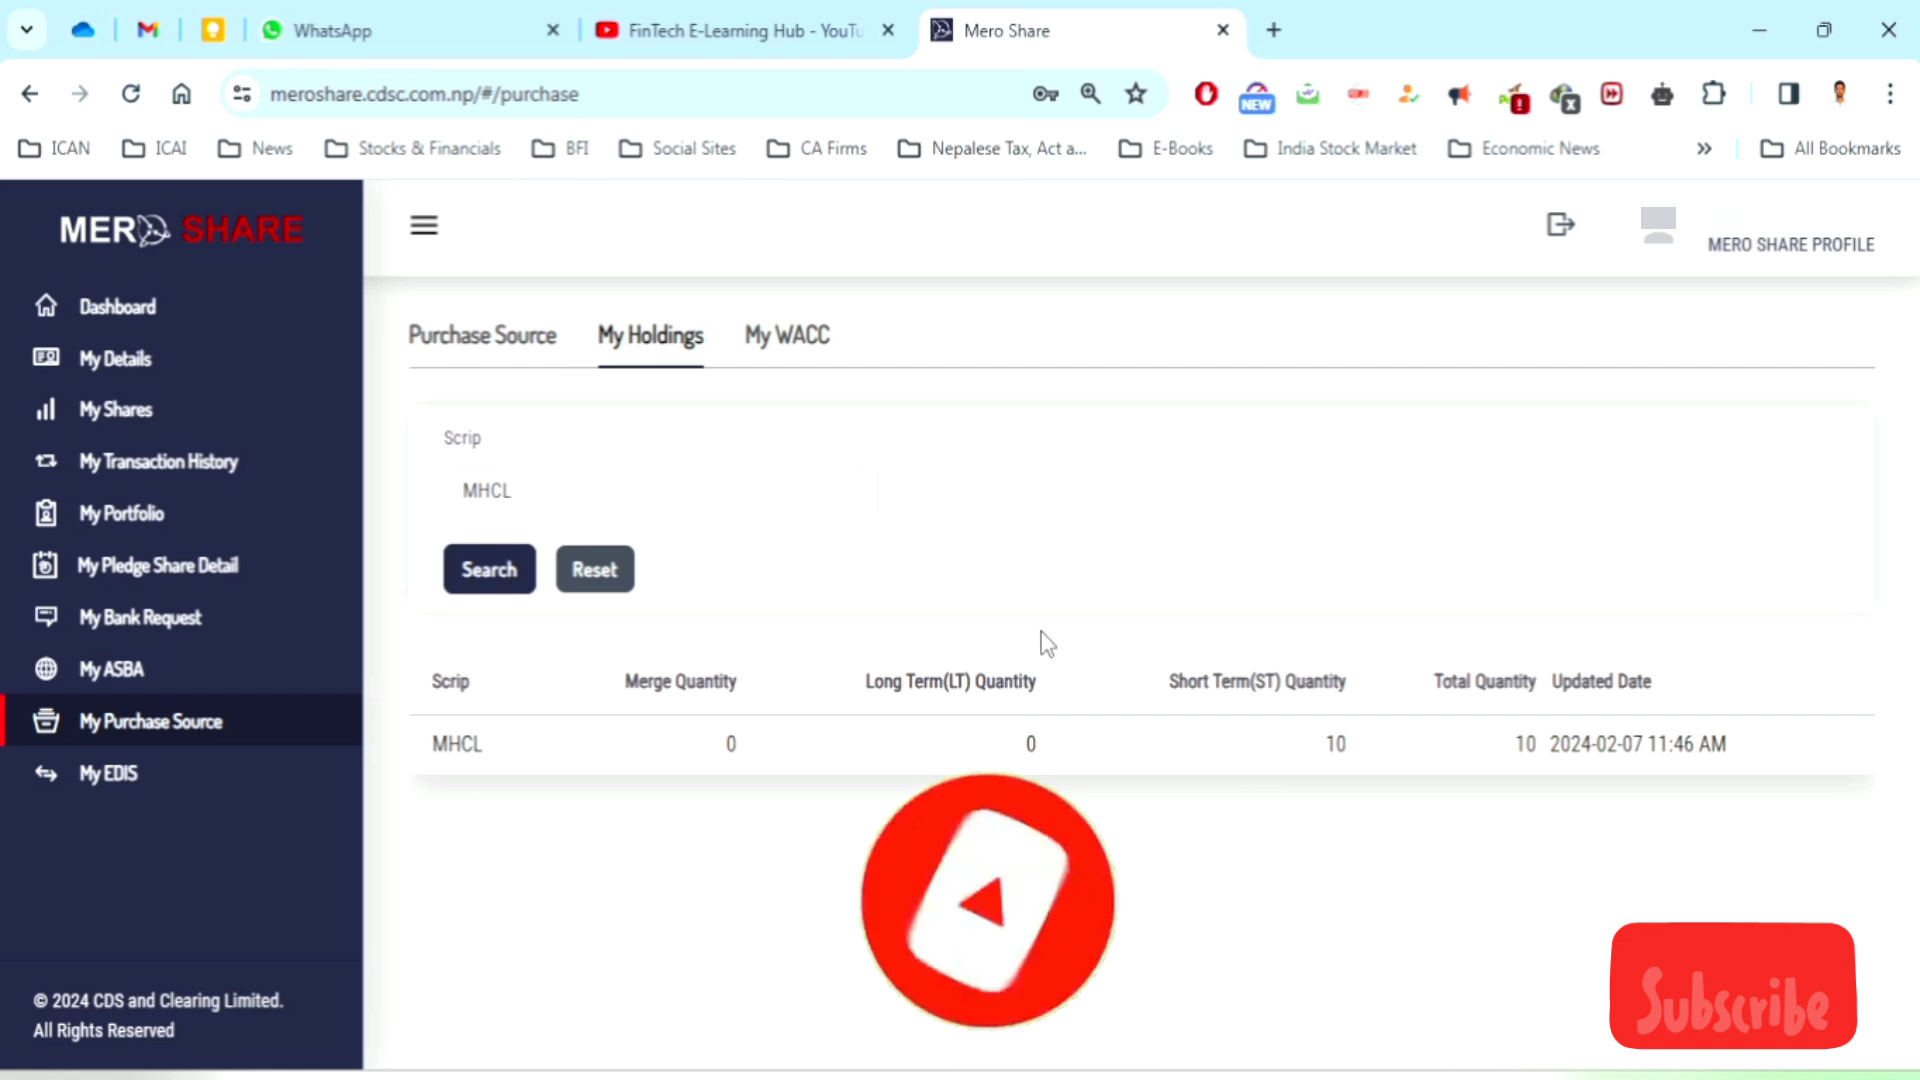 WhatsApp
FinTech E-Learning Hub - YouTu
Mero Share
meroshare.cdsc.com.np/#/purchase
NEW
ICAN
ICAI
News
Stocks & Financials
BFI
Social Sites
CA Firms
Nepalese Tax, Act a...
E-Books
India Stock Market
Economic News
All Bookmarks
MERO SHARE
MERO SHARE PROFILE
Dashboard
My Details
My Shares
My Transaction History
My Portfolio
My Pledge Share Detail
My Bank Request
My ASBA
My Purchase Source
My EDIS
© 2024 CDS and Clearing Limited.
All Rights Reserved
Purchase Source My Holdings My WACC
Scrip
MHCL
Search Reset
Scrip Merge Quantity Long Term(LT) Quantity Short Term(ST) Quantity Total Quantity Updated Date
MHCL 0 0 10 10 2024-02-07 11:46 AM
Subscribe